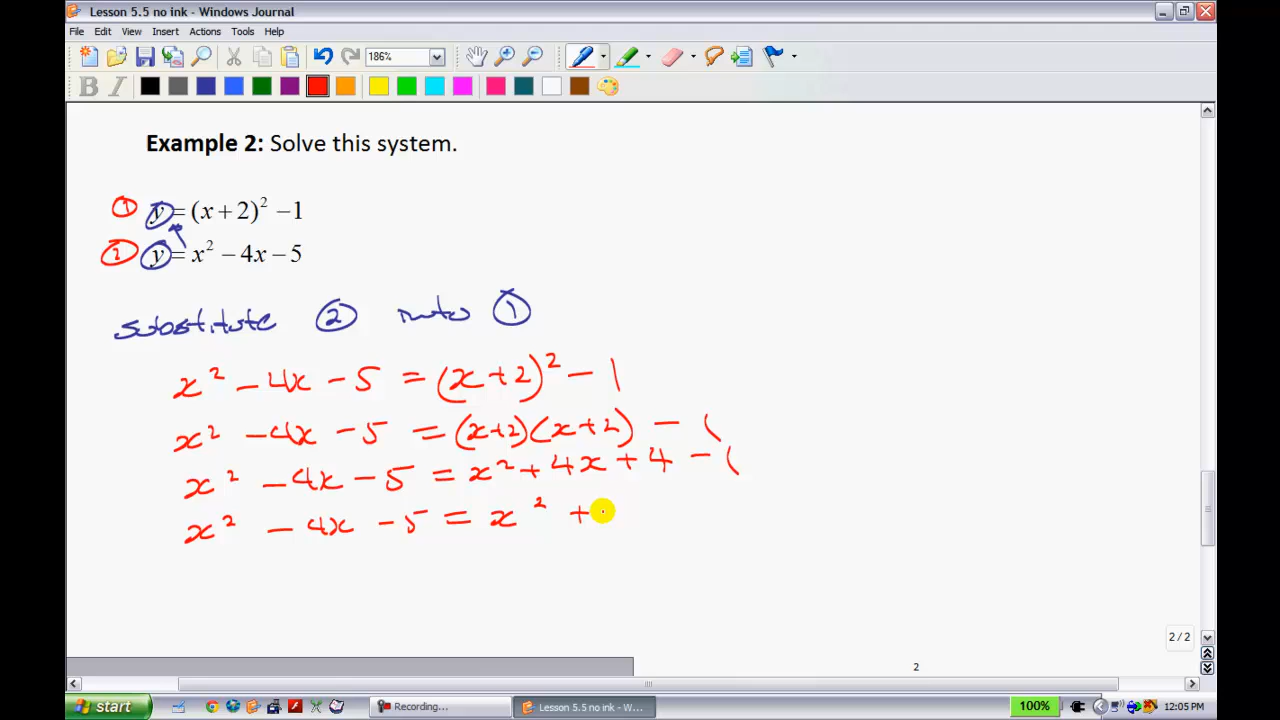 Lesson 5.5 no ink - Windows Journal
File Edit View Insert Actions Tools Help
186%
B I
Example 2: Solve this system.
① y = (x + 2)² − 1
② y = x² − 4x − 5
substitute ② into ①
x² − 4x − 5 = (x+2)² − 1
x² − 4x − 5 = (x+2)(x+2) − 1
x² − 4x − 5 = x² + 4x + 4 − 1
x² − 4x − 5 = x² +
2 / 2
2
start Recording... Lesson 5.5 no ink - W... 100% 12:05 PM